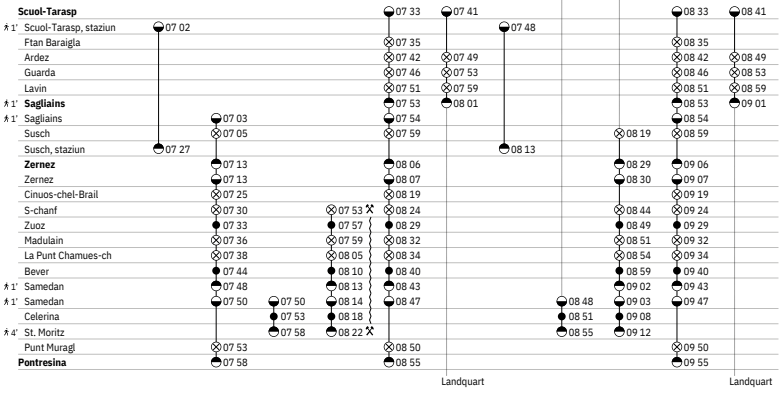 Scuol-Tarasp 07 33 07 41 08 33 08 41
1' Scuol-Tarasp, staziun 07 02 07 48
Ftan Baraigla 07 35 08 35
Ardez 07 42 07 49 08 42 08 49
Guarda 07 46 07 53 08 46 08 53
Lavin 07 51 07 59 08 51 08 59
1' Sagliains 07 53 08 01 08 53 09 01
1' Sagliains 07 03 07 54 08 54
Susch 07 05 07 59 08 19 08 59
Susch, staziun 07 27 08 13
Zernez 07 13 08 06 08 29 09 06
Zernez 07 13 08 07 08 30 09 07
Cinuos-chel-Brail 07 25 08 19 09 19
S-chanf 07 30 07 53 08 24 08 44 09 24
Zuoz 07 33 07 57 08 29 08 49 09 29
Madulain 07 36 07 59 08 32 08 51 09 32
La Punt Chamues-ch 07 38 08 05 08 34 08 54 09 34
Bever 07 44 08 10 08 40 08 59 09 40
1' Samedan 07 48 08 13 08 43 09 02 09 43
1' Samedan 07 50 07 50 08 14 08 47 08 48 09 03 09 47
Celerina 07 53 08 18 08 51 09 08
4' St. Moritz 07 58 08 22 08 55 09 12
Punt Muragl 07 53 08 50 09 50
Pontresina 07 58 08 55 09 55
Landquart Landquart